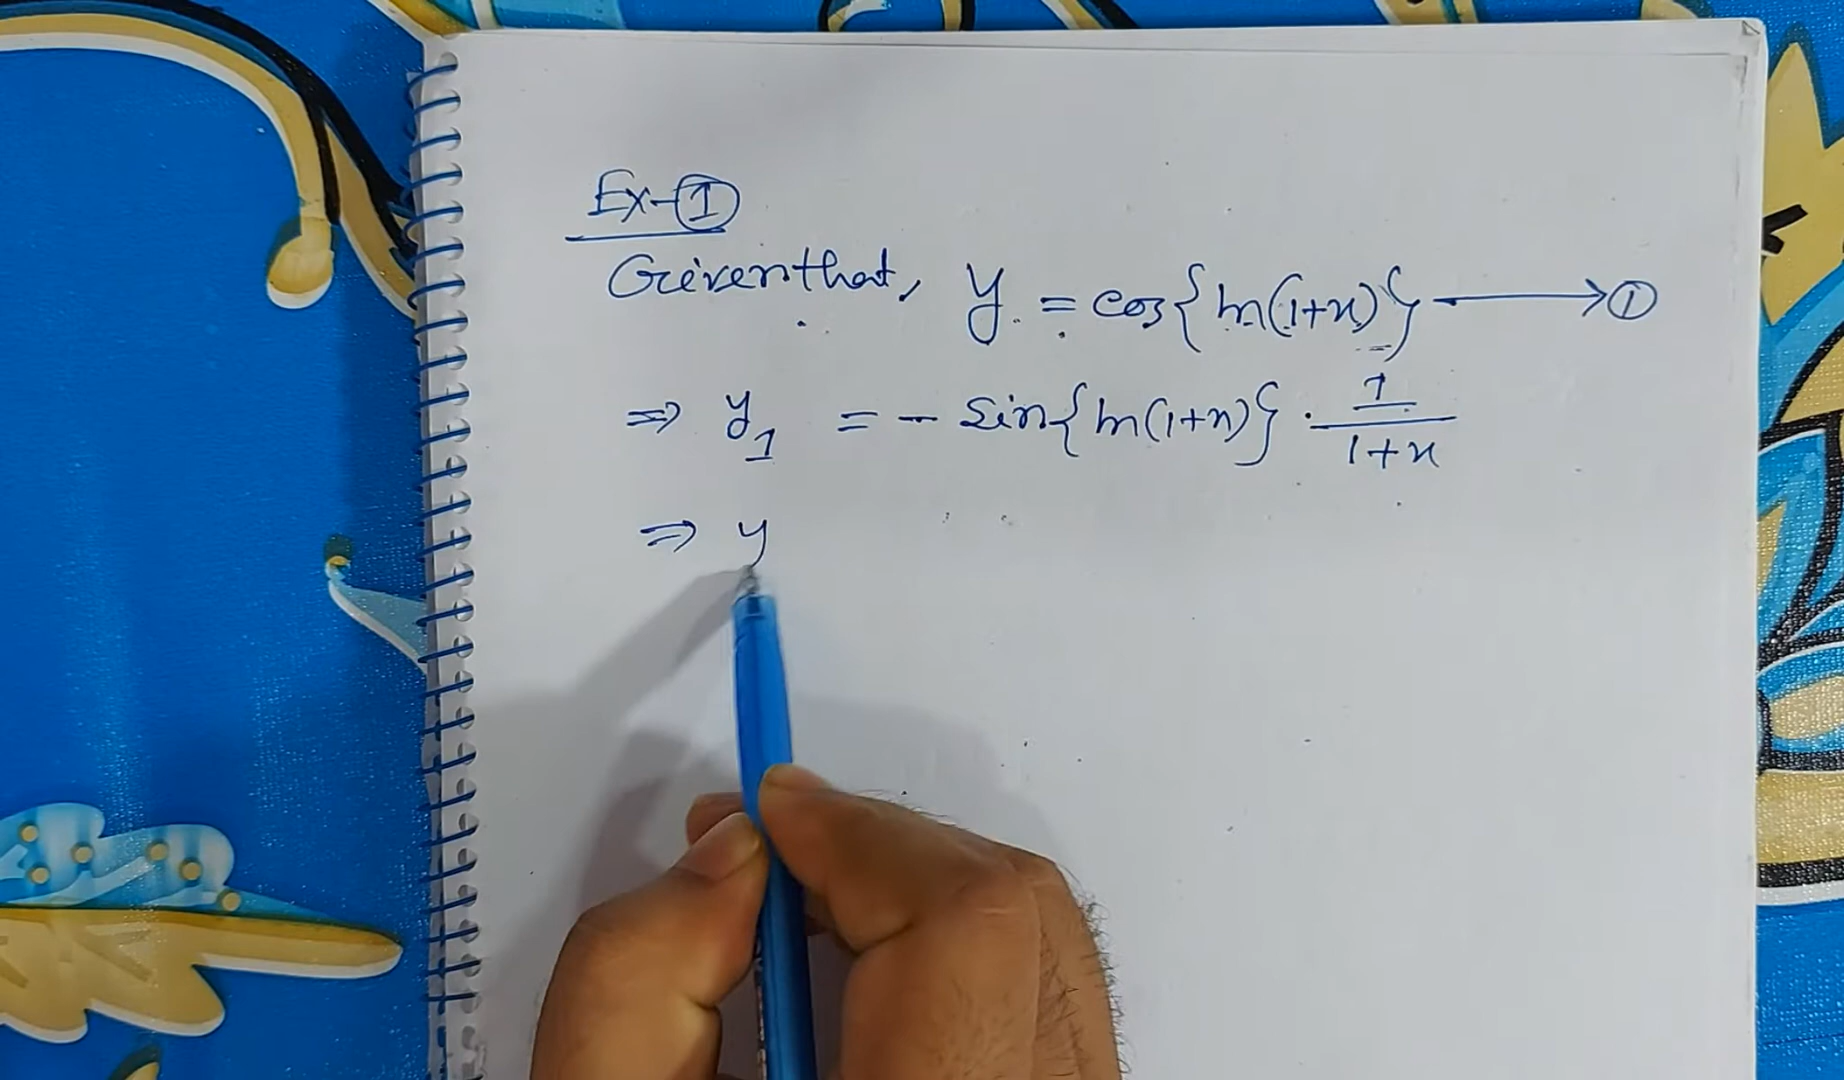 Ex-①
Given that, y = cos{ln(1+x)} ⟶ ①
⇒ y₁ = - Sin{ln(1+x)} · 1/(1+x)
⇒ y